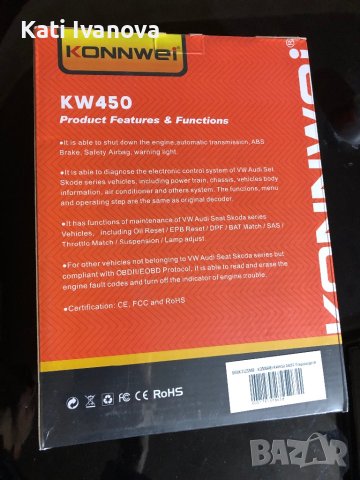 Kati Ivanova
KONNWEI
KW450
Product Features & Functions
●It is able to shut down the engine,automatic transmission, ABS
Brake, Safety Airbag, warning light.
●It is able to diagnose the electronic control system of VW Audi Set
Skode series vehicles, including power train, chassis, vehicles body
information, air conditioner and others system. The functions, menu
and operating step are the same as original decoder.
●It has functions of maintenance of VW Audi Seat Skoda series
Vehicles, including Oil Reset / EPB Reset / DPF / BAT Match / SAS /
Throttle Match / Suspension / Lamp adjust.
●For other vehicles not belonging to VW Audi Seat Skoda series but
compliant with OBDII/EOBD Protocol, it is able to read and erase the
engine fault codes and turn off the indicator of engine trouble.
●Certification: CE, FCC and RoHS
KONNWEI
FC CE RoHS
BAZAR